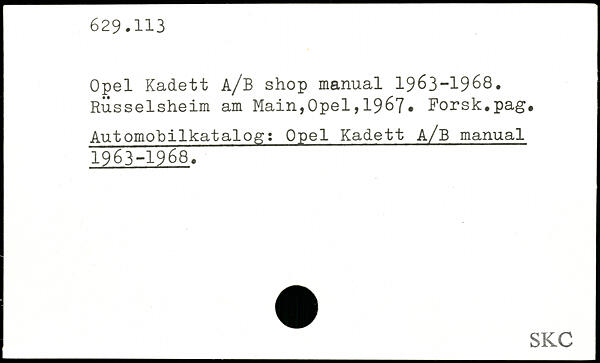 629.113
Opel Kadett A/B shop manual 1963-1968.
Rüsselsheim am Main,Opel,1967. Forsk.pag.
Automobilkatalog: Opel Kadett A/B manual
1963-1968.
SKC